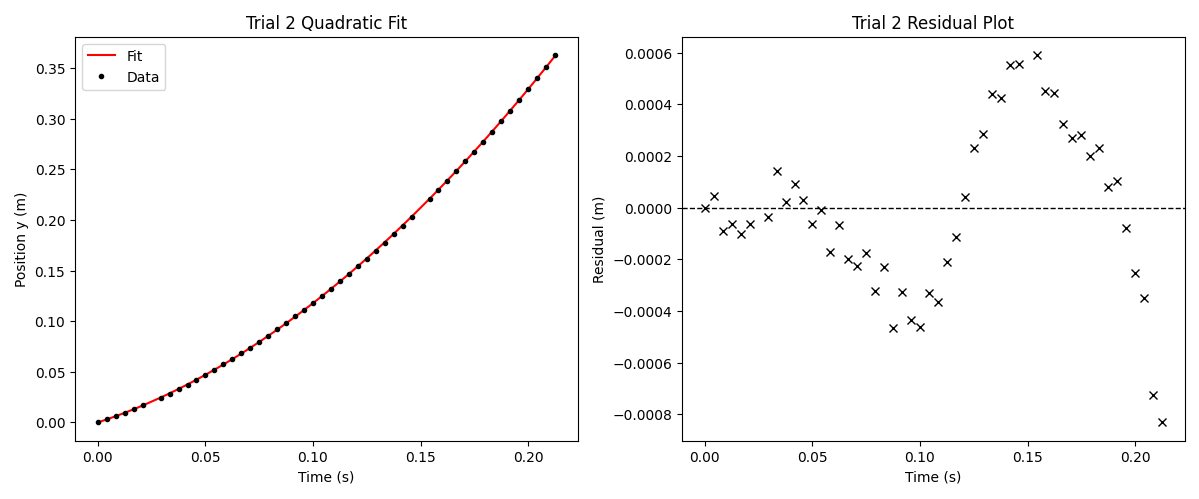 Trial 2 Quadratic Fit
Fit
Data
Position y (m)
0.35
0.30
0.25
0.20
0.15
0.10
0.05
0.00
0.00 0.05 0.10 0.15 0.20
Time (s)
Trial 2 Residual Plot
Residual (m)
0.0006
0.0004
0.0002
0.0000
−0.0002
−0.0004
−0.0006
−0.0008
0.00 0.05 0.10 0.15 0.20
Time (s)